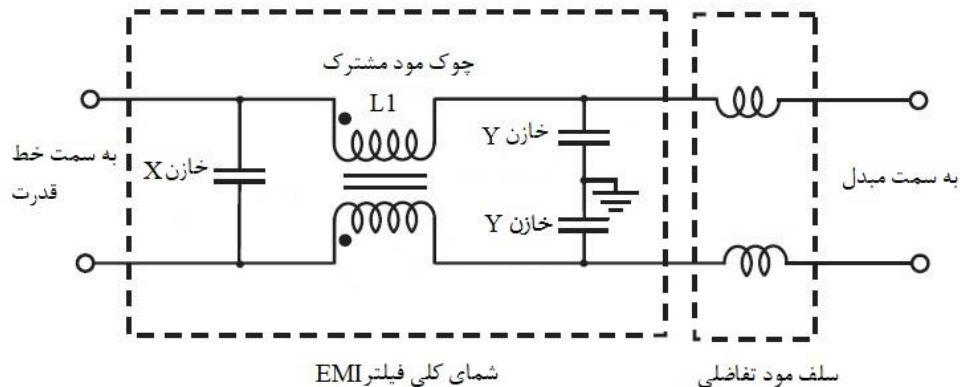 چوک مود مشترک
L1
خازن Y
خازن X
به سمت خط
قدرت
به سمت مبدل
خازن Y
شمای کلی فیلتر EMI
سلف مود تفاضلی